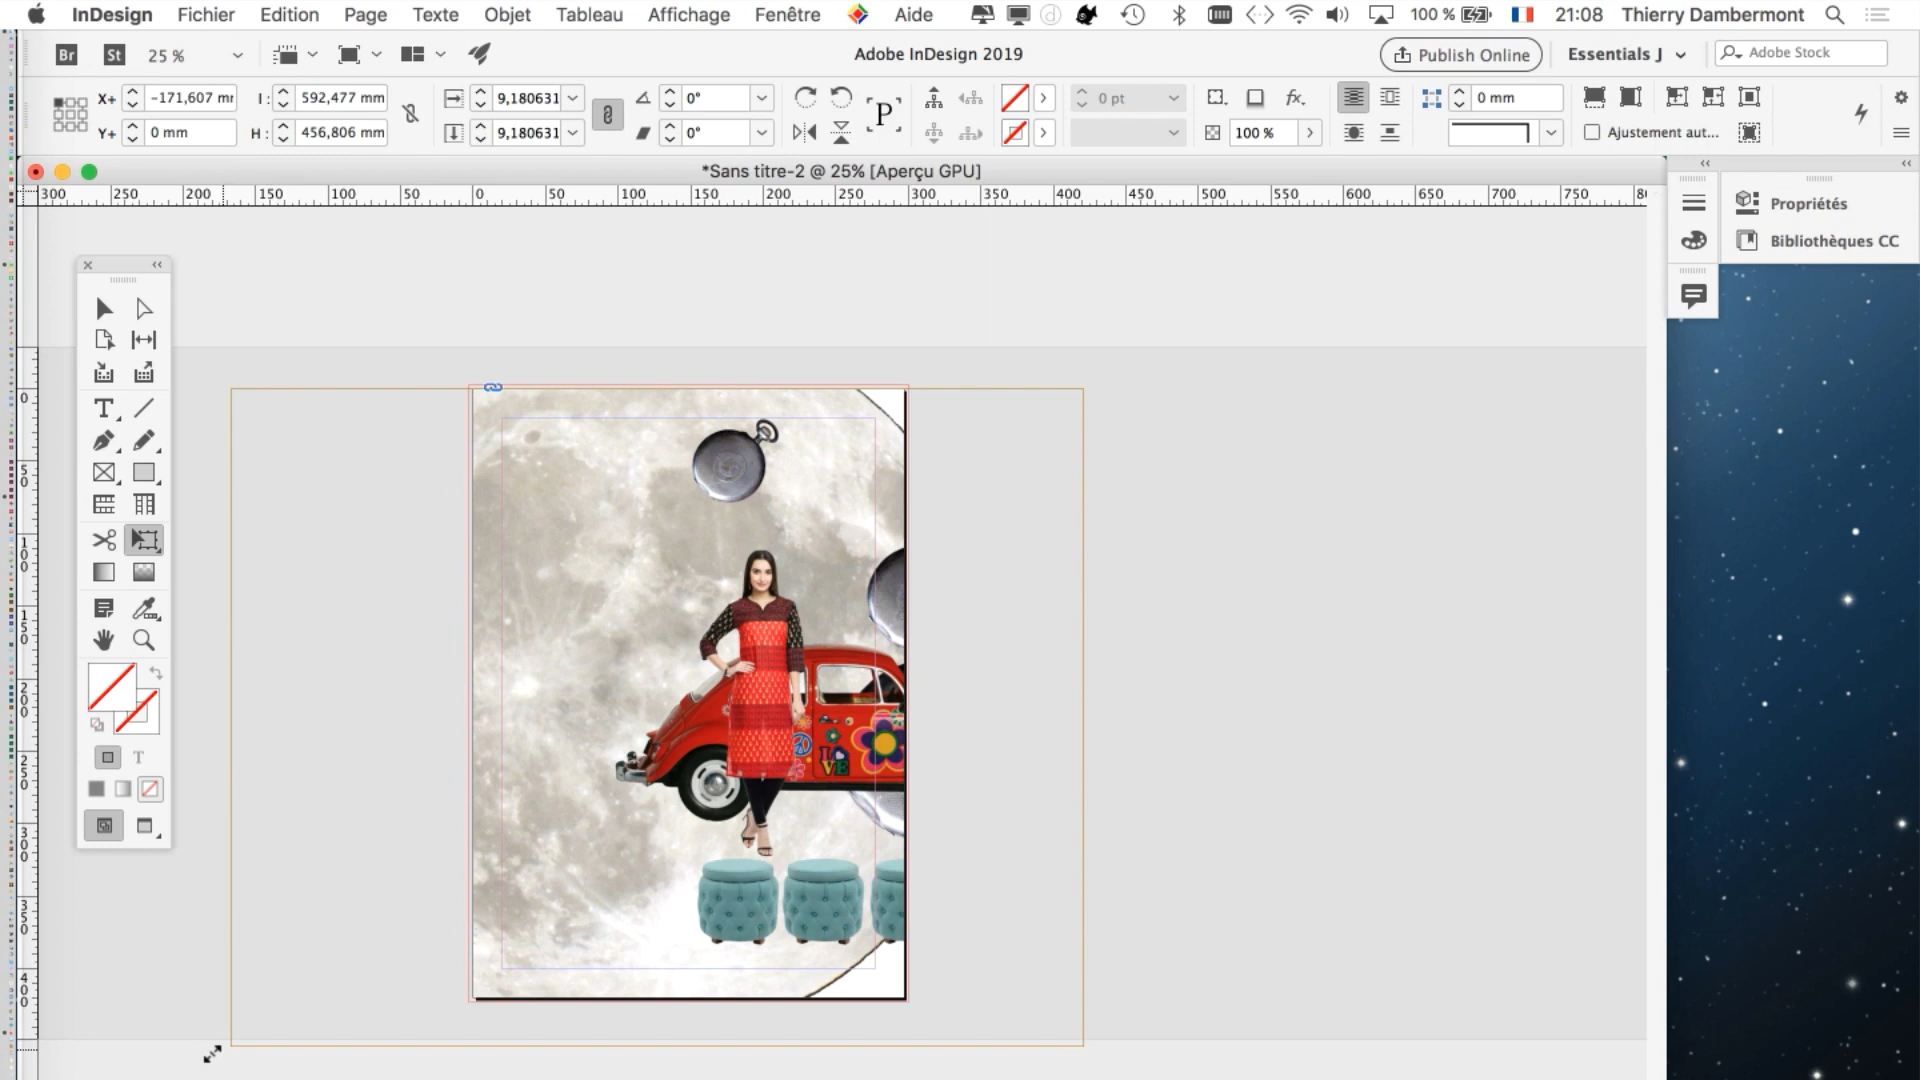 InDesign Fichier Edition Page Texte Objet Tableau Affichage Fenêtre Aide 100 % 21:08 Thierry Dambermont
Br St 25 % Adobe InDesign 2019 Publish Online Essentials J Adobe Stock
X+ −171,607 mr I : 592,477 mm 9,180631 0° P 0 pt fx. 0 mm
Y+ 0 mm H : 456,806 mm 9,180631 0° 100 % Ajustement aut...
*Sans titre-2 @ 25% [Aperçu GPU]
300 250 200 150 100 50 0 50 100 150 200 250 300 350 400 450 500 550 600 650 700 750 8
Propriétés
Bibliothèques CC
0
50
100
150
200
250
300
350
400
T
T
LOVE